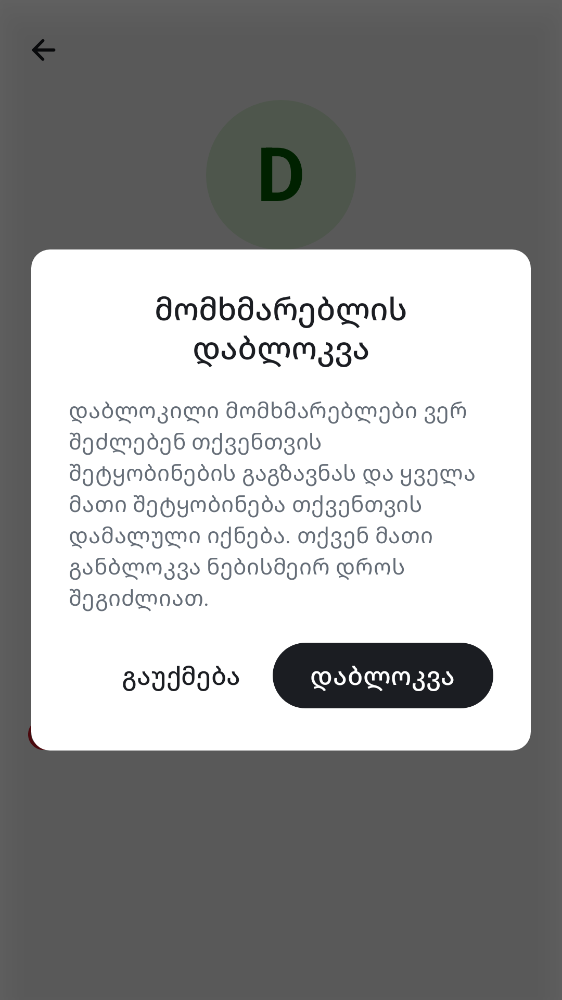 D
მომხმარებლის
დაბლოკვა
დაბლოკილი მომხმარებლები ვერ
შეძლებენ თქვენთვის
შეტყობინების გაგზავნას და ყველა
მათი შეტყობინება თქვენთვის
დამალული იქნება. თქვენ მათი
განბლოკვა ნებისმეირ დროს
შეგიძლიათ.
გაუქმება
დაბლოკვა